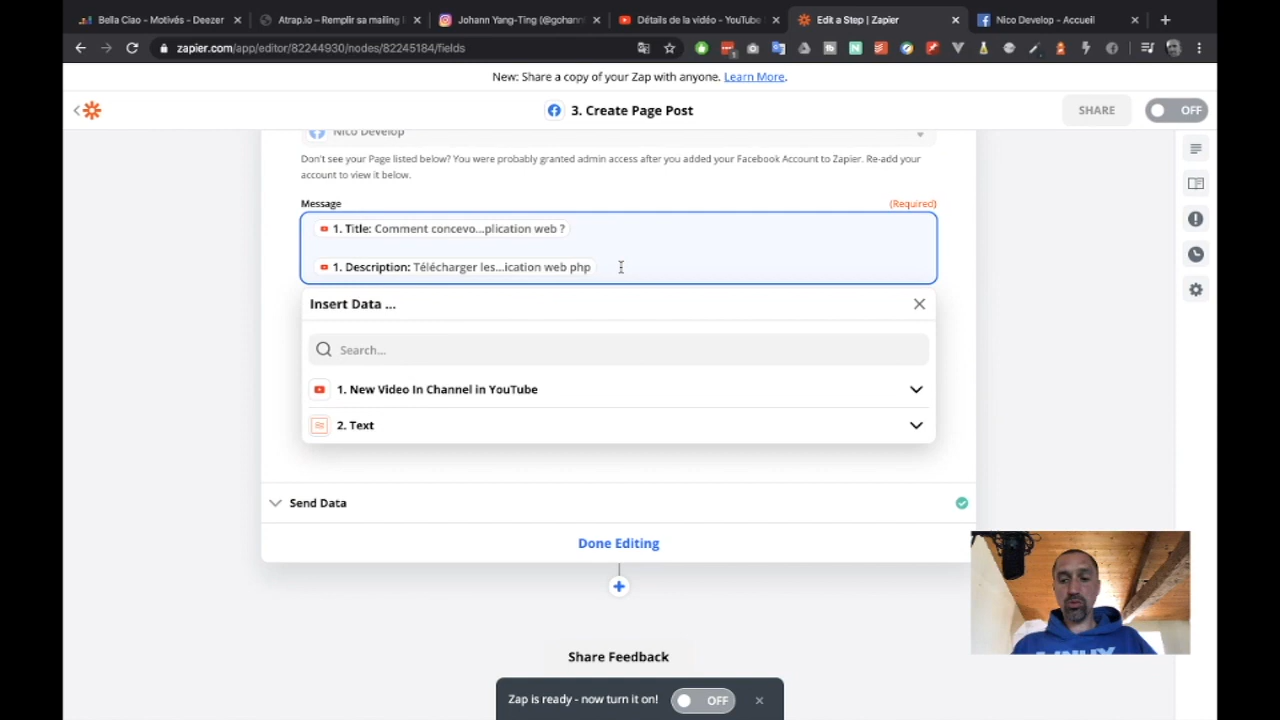 Bella Ciao - Motivés - Deezer
Atrap.io – Remplir sa mailing
Johann Yang-Ting (@gohann
Détails de la vidéo - YouTube
Edit a Step | Zapier
Nico Develop - Accueil
zapier.com/app/editor/82244930/nodes/82245184/fields
New: Share a copy of your Zap with anyone. Learn More.
3. Create Page Post
SHARE
OFF
Nico Develop
Don't see your Page listed below? You were probably granted admin access after you added your Facebook Account to Zapier. Re-add your
account to view it below.
Message
(Required)
1. Title: Comment concevo...plication web ?
1. Description: Télécharger les...ication web php
Insert Data ...
Search...
1. New Video In Channel in YouTube
2. Text
Send Data
Done Editing
Share Feedback
Zap is ready - now turn it on!
OFF